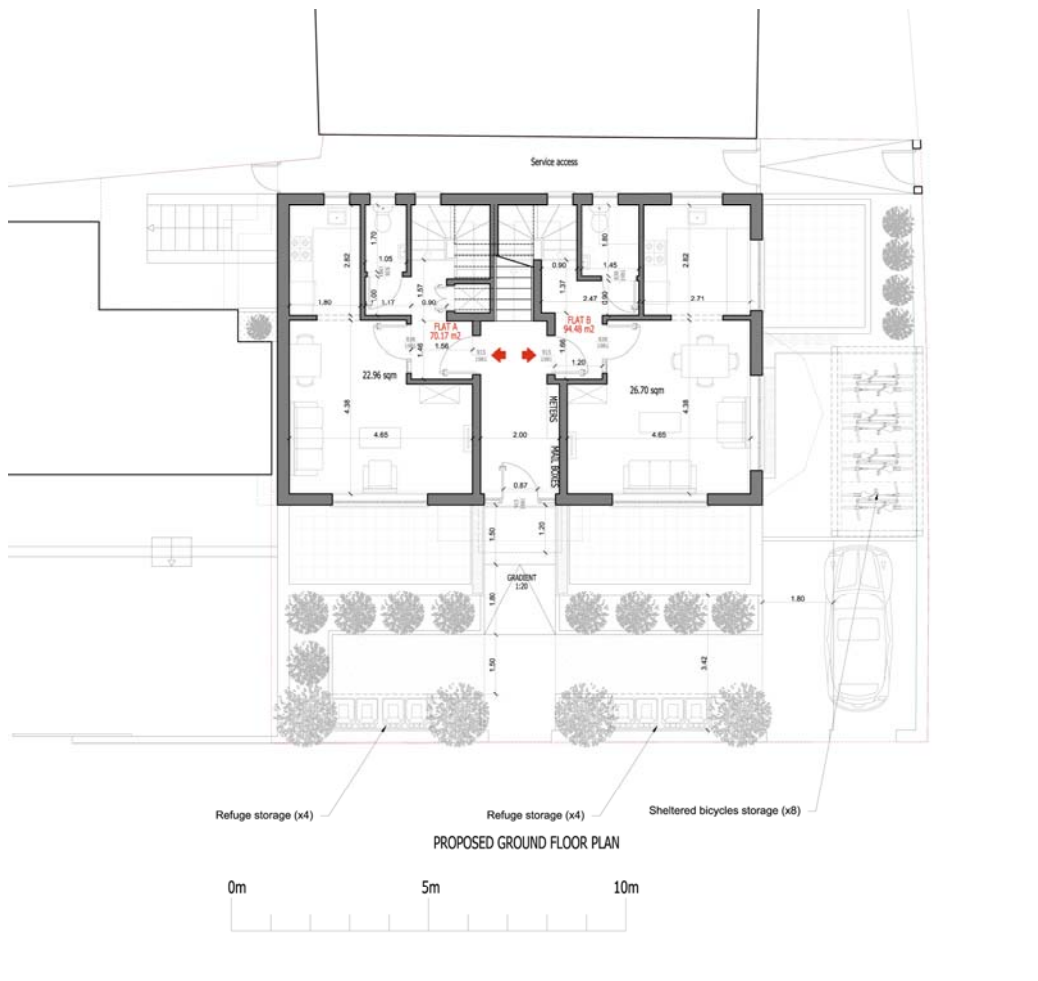 Service access
1.70
1.05
2.82
1.80
1.00
1.17
1.57
0.90
0.90
1.37
1.80
1.45
2.47
0.90
2.82
2.71
FLAT A
70.17 m2
FLAT B
94.48 m2
1.46
1.56
1.66
1.20
22.96 sqm
26.70 sqm
4.38
4.65
METERS
2.00
MAIL BOXES
4.38
4.65
0.87
1.50
1.20
GRADIENT
1:20
1.80
1.80
1.50
3.42
Refuge storage (x4)
Refuge storage (x4)
Sheltered bicycles storage (x8)
PROPOSED GROUND FLOOR PLAN
0m
5m
10m